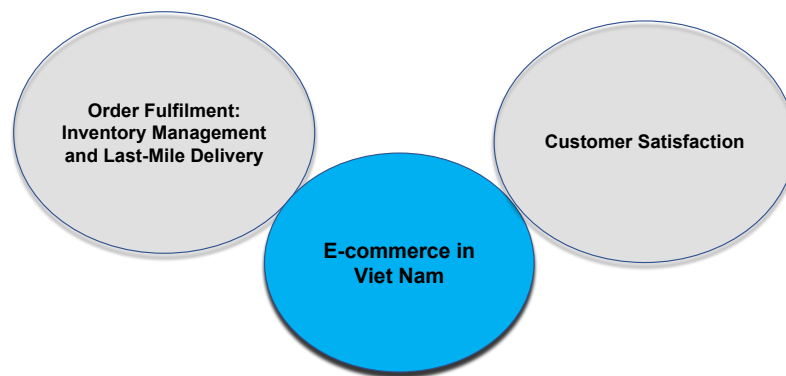 Order Fulfilment:
Inventory Management
and Last-Mile Delivery
Customer Satisfaction
E-commerce in
Viet Nam